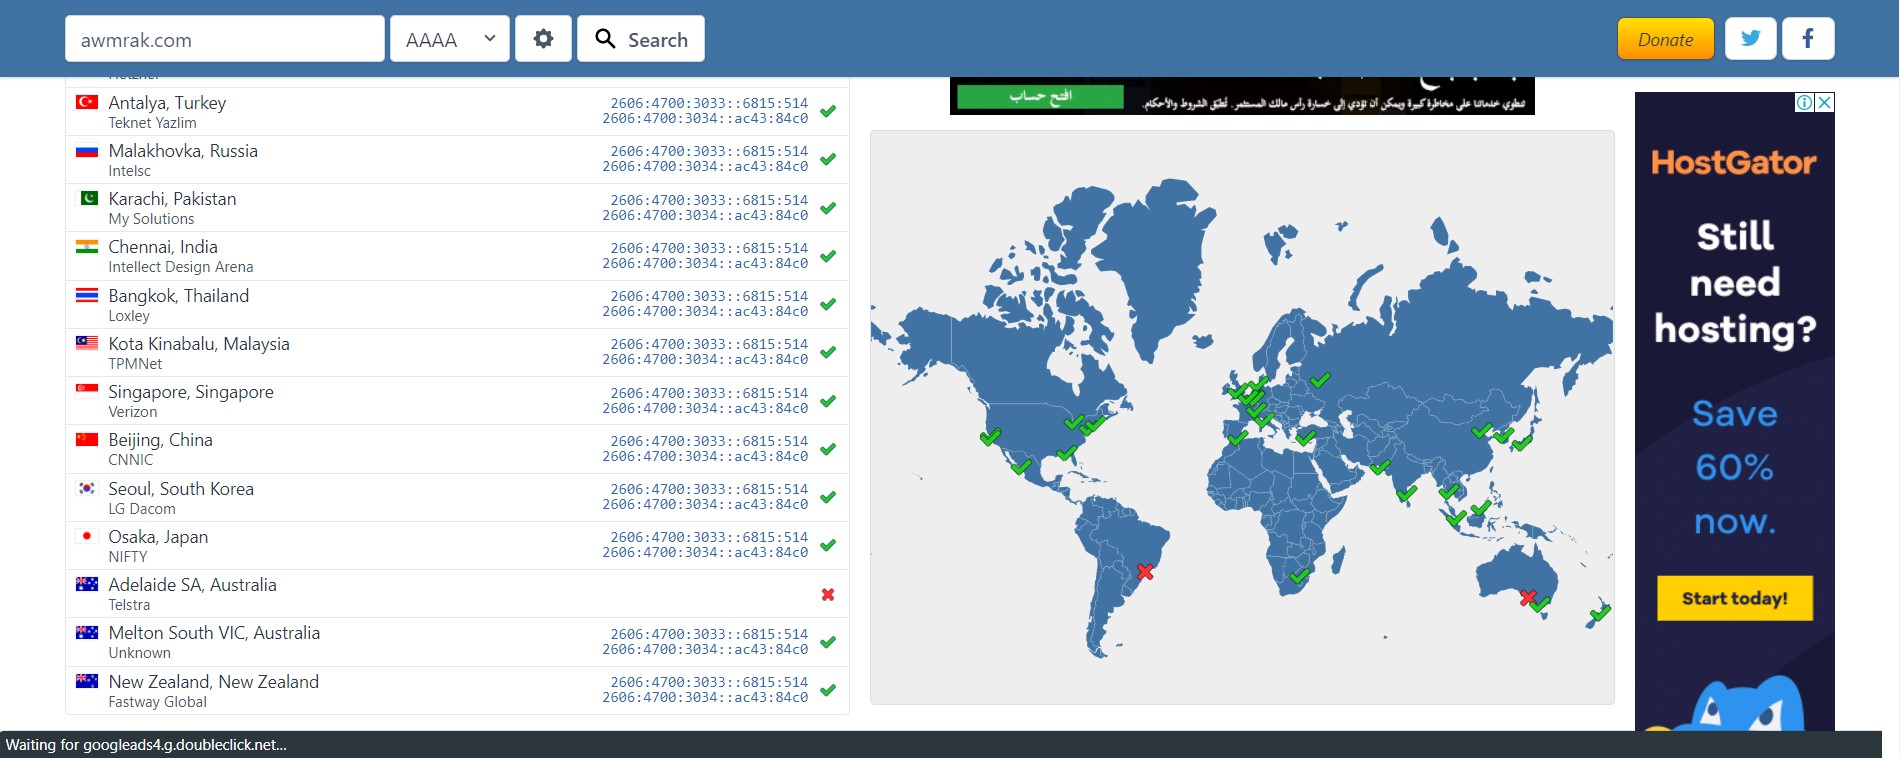 awmrak.com
AAAA
Search
Donate
Antalya, Turkey
Teknet Yazlim
2606:4700:3033::6815:514
2606:4700:3034::ac43:84c0
Malakhovka, Russia
Intelsc
2606:4700:3033::6815:514
2606:4700:3034::ac43:84c0
Karachi, Pakistan
My Solutions
2606:4700:3033::6815:514
2606:4700:3034::ac43:84c0
Chennai, India
Intellect Design Arena
2606:4700:3033::6815:514
2606:4700:3034::ac43:84c0
Bangkok, Thailand
Loxley
2606:4700:3033::6815:514
2606:4700:3034::ac43:84c0
Kota Kinabalu, Malaysia
TPMNet
2606:4700:3033::6815:514
2606:4700:3034::ac43:84c0
Singapore, Singapore
Verizon
2606:4700:3033::6815:514
2606:4700:3034::ac43:84c0
Beijing, China
CNNIC
2606:4700:3033::6815:514
2606:4700:3034::ac43:84c0
Seoul, South Korea
LG Dacom
2606:4700:3033::6815:514
2606:4700:3034::ac43:84c0
Osaka, Japan
NIFTY
2606:4700:3033::6815:514
2606:4700:3034::ac43:84c0
Adelaide SA, Australia
Telstra
Melton South VIC, Australia
Unknown
2606:4700:3033::6815:514
2606:4700:3034::ac43:84c0
New Zealand, New Zealand
Fastway Global
2606:4700:3033::6815:514
2606:4700:3034::ac43:84c0
افتح حساب
تنطوي خدماتنا على مخاطرة كبيرة ويمكن أن تؤدي إلى خسارة رأس مالك المستثمر. تُطبّق الشروط والأحكام.
HostGator
Still
need
hosting?
Save
60%
now.
Start today!
Waiting for googleads4.g.doubleclick.net...